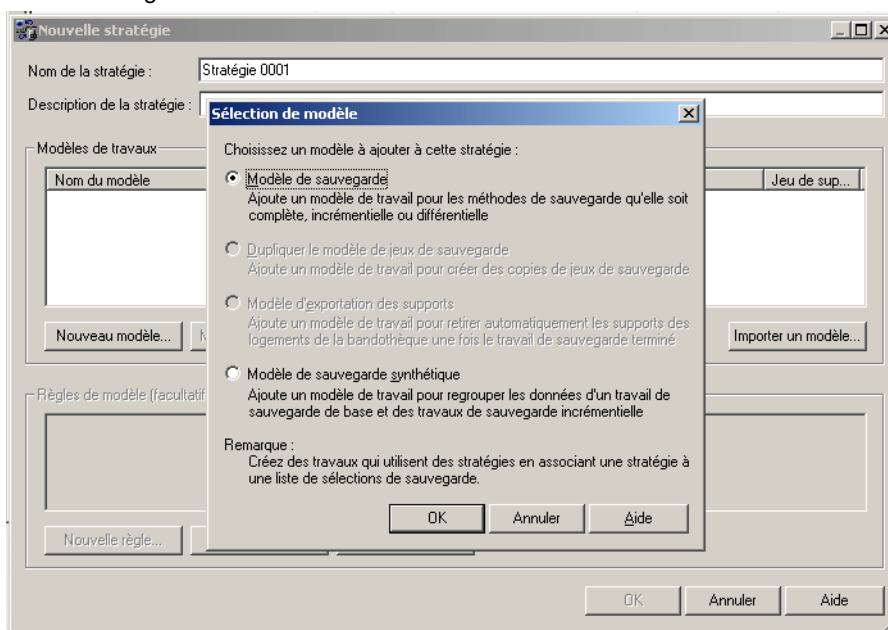 Nouvelle stratégie
Nom de la stratégie :
Stratégie 0001
Description de la stratégie :
Sélection de modèle
Choisissez un modèle à ajouter à cette stratégie :
Modèles de travaux
Nom du modèle
Jeu de sup...
Modèle de sauvegarde
Ajoute un modèle de travail pour les méthodes de sauvegarde qu'elle soit
complète, incrémentielle ou différentielle
Dupliquer le modèle de jeux de sauvegarde
Ajoute un modèle de travail pour créer des copies de jeux de sauvegarde
Modèle d'exportation des supports
Ajoute un modèle de travail pour retirer automatiquement les supports des
logements de la bandothèque une fois le travail de sauvegarde terminé
Nouveau modèle...
Importer un modèle...
Modèle de sauvegarde synthétique
Ajoute un modèle de travail pour regrouper les données d'un travail de
sauvegarde de base et des travaux de sauvegarde incrémentielle
Règles de modèle (facultatif
Remarque :
Créez des travaux qui utilisent des stratégies en associant une stratégie à
une liste de sélections de sauvegarde.
OK
Annuler
Aide
Nouvelle règle...
OK
Annuler
Aide